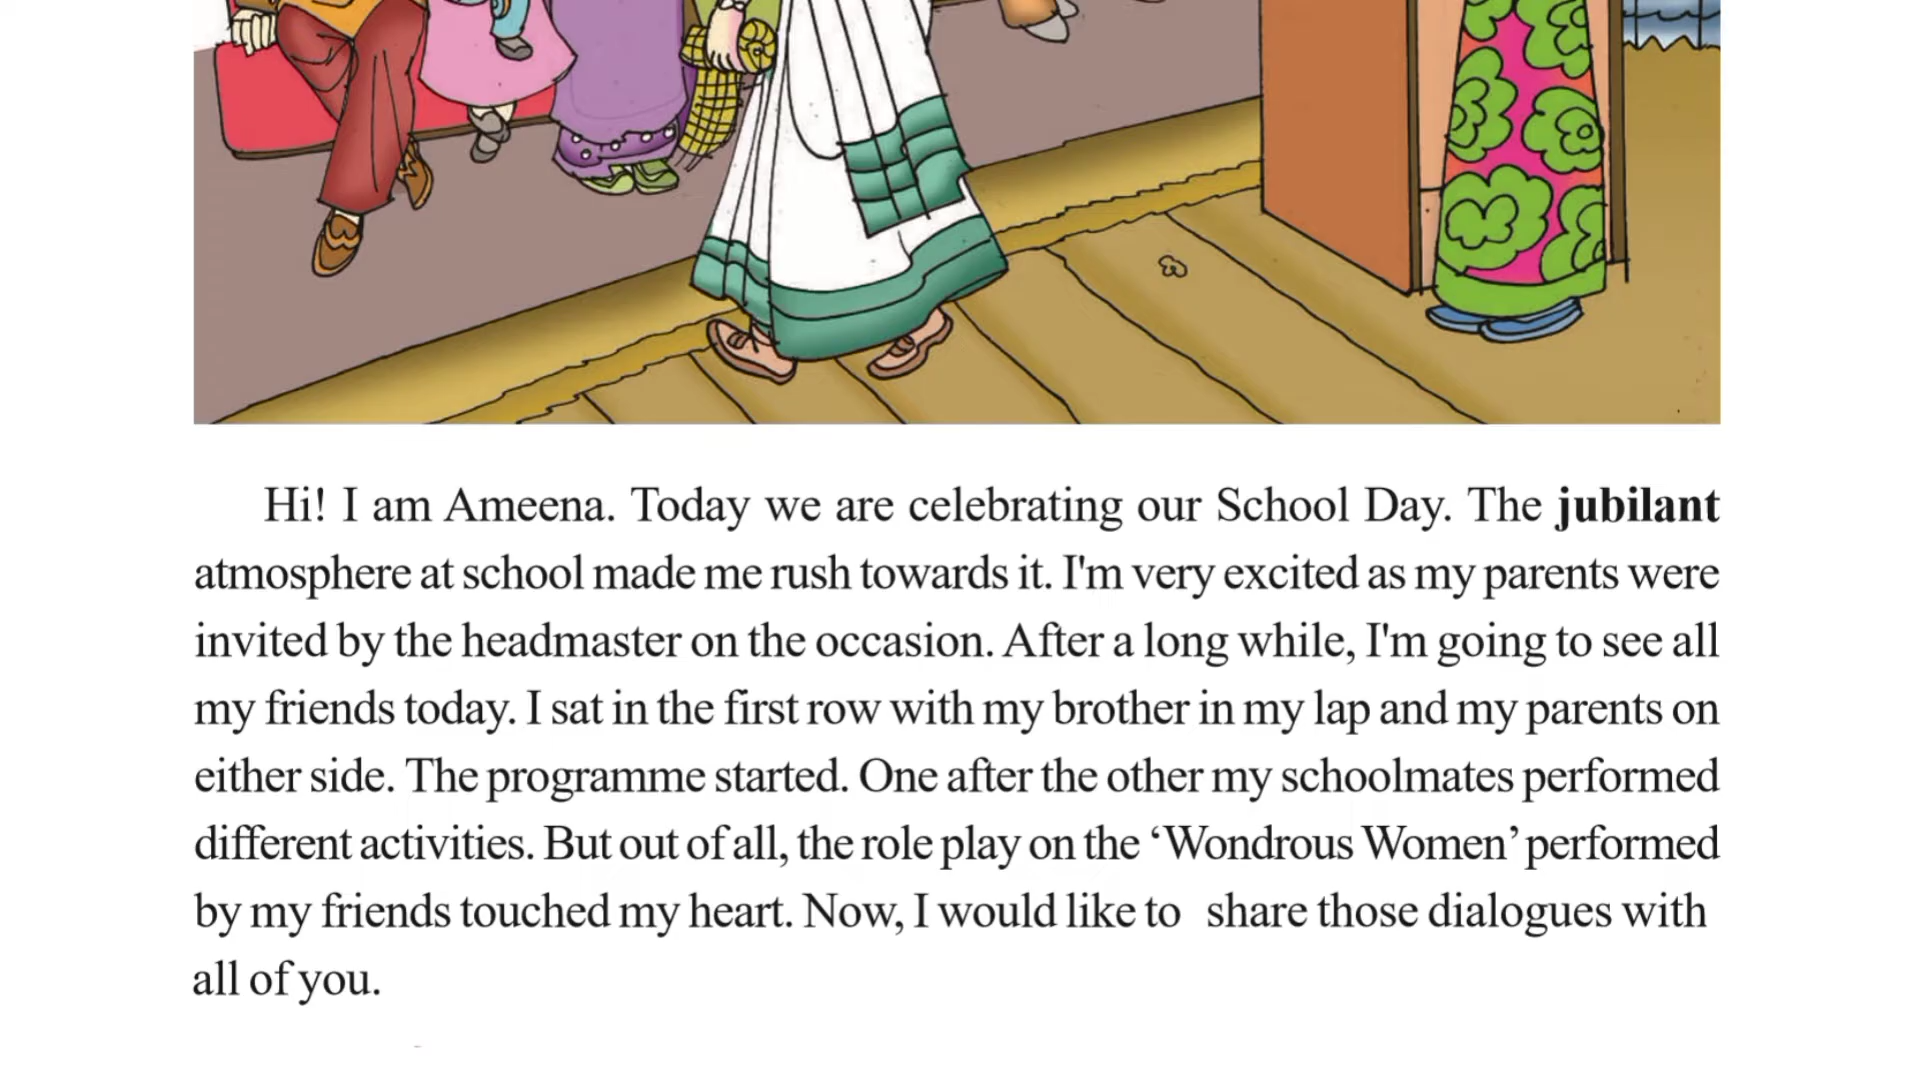 Hi! I am Ameena. Today we are celebrating our School Day. The jubilant
atmosphere at school made me rush towards it. I'm very excited as my parents were
invited by the headmaster on the occasion. After a long while, I'm going to see all
my friends today. I sat in the first row with my brother in my lap and my parents on
either side. The programme started. One after the other my schoolmates performed
different activities. But out of all, the role play on the ‘Wondrous Women’ performed
by my friends touched my heart. Now, I would like to share those dialogues with
all of you.